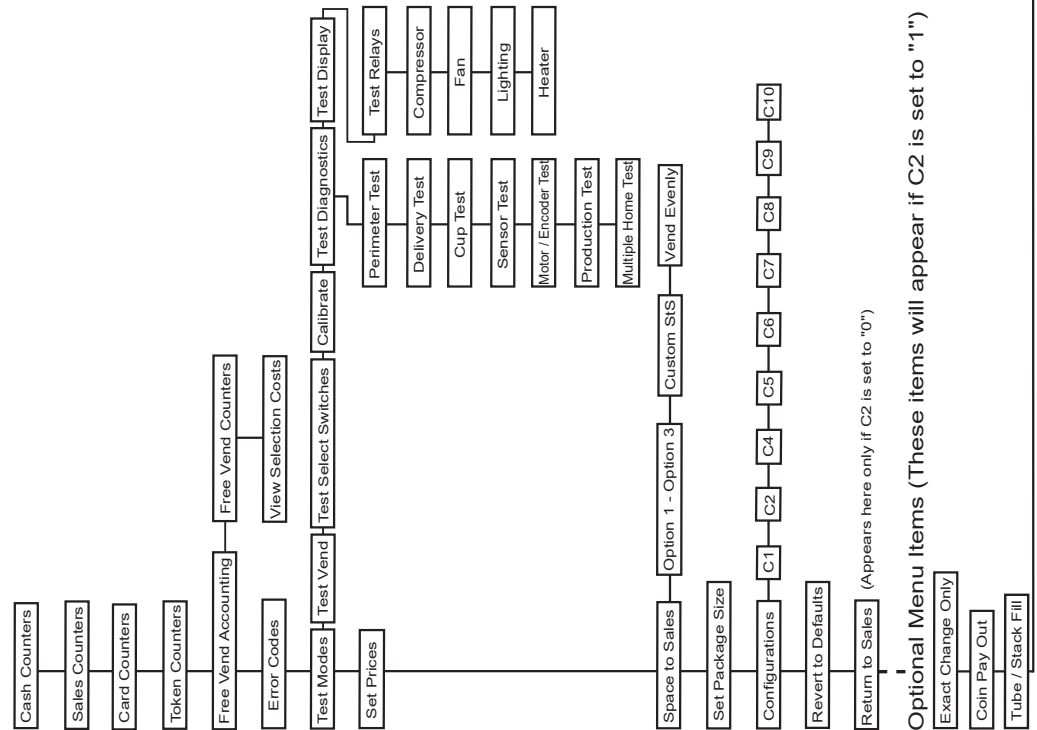 Cash Counters
Sales Counters
Card Counters
Token Counters
Free Vend Accounting
Free Vend Counters
View Selection Costs
Error Codes
Test Modes
Test Vend
Test Select Switches
Calibrate
Test Diagnostics
Test Display
Perimeter Test
Delivery Test
Cup Test
Sensor Test
Motor / Encoder Test
Production Test
Multiple Home Test
Test Relays
Compressor
Fan
Lighting
Heater
Set Prices
Space to Sales
Option 1 - Option 3
Custom StS
Vend Evenly
Set Package Size
Configurations
C1
C2
C4
C5
C6
C7
C8
C9
C10
Revert to Defaults
Return to Sales
(Appears here only if C2 is set to "0")
Optional Menu Items (These items will appear if C2 is set to "1")
Exact Change Only
Coin Pay Out
Tube / Stack Fill